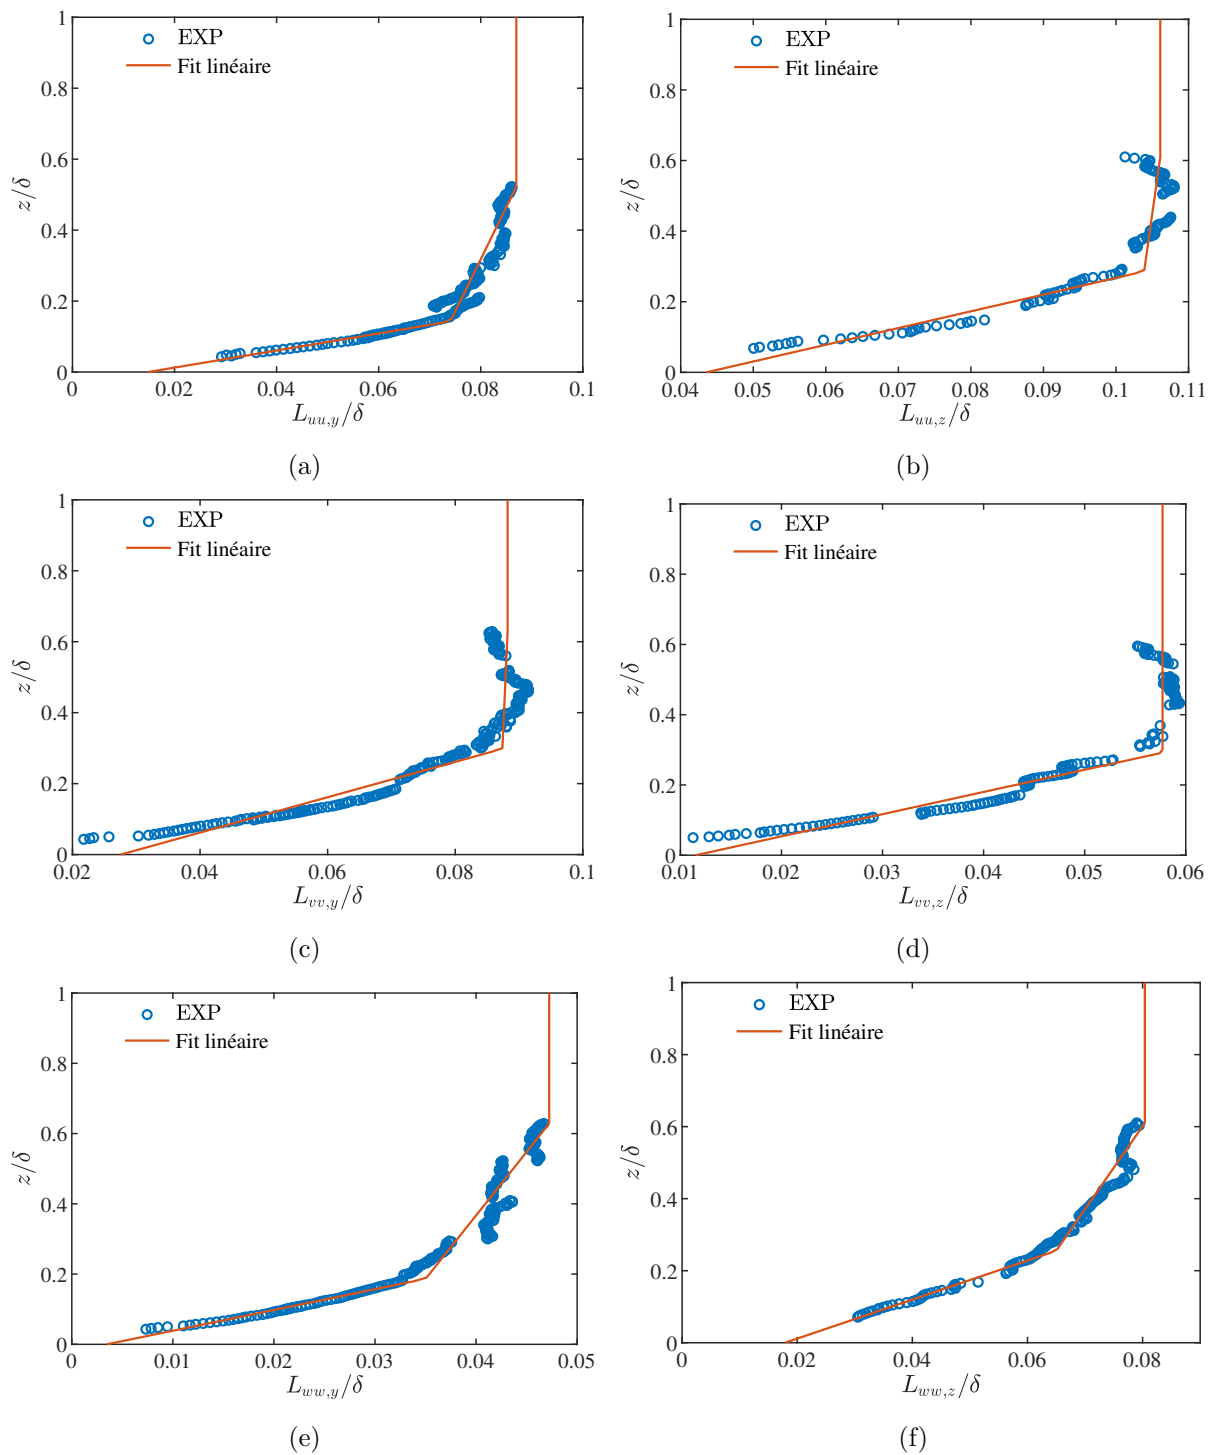 1
0.8
0.6
0.4
0.2
0
z/δ
EXP
Fit linéaire
0.02 0.04 0.06 0.08 0.1
L_{uu,y}/δ
(a)
1
0.8
0.6
0.4
0.2
0
z/δ
EXP
Fit linéaire
0.04 0.05 0.06 0.07 0.08 0.09 0.1 0.11
L_{uu,z}/δ
(b)
1
0.8
0.6
0.4
0.2
0
z/δ
EXP
Fit linéaire
0.02 0.04 0.06 0.08 0.1
L_{vv,y}/δ
(c)
1
0.8
0.6
0.4
0.2
0
z/δ
EXP
Fit linéaire
0.01 0.02 0.03 0.04 0.05 0.06
L_{vv,z}/δ
(d)
1
0.8
0.6
0.4
0.2
0
z/δ
EXP
Fit linéaire
0 0.01 0.02 0.03 0.04 0.05
L_{ww,y}/δ
(e)
1
0.8
0.6
0.4
0.2
0
z/δ
EXP
Fit linéaire
0 0.02 0.04 0.06 0.08
L_{ww,z}/δ
(f)